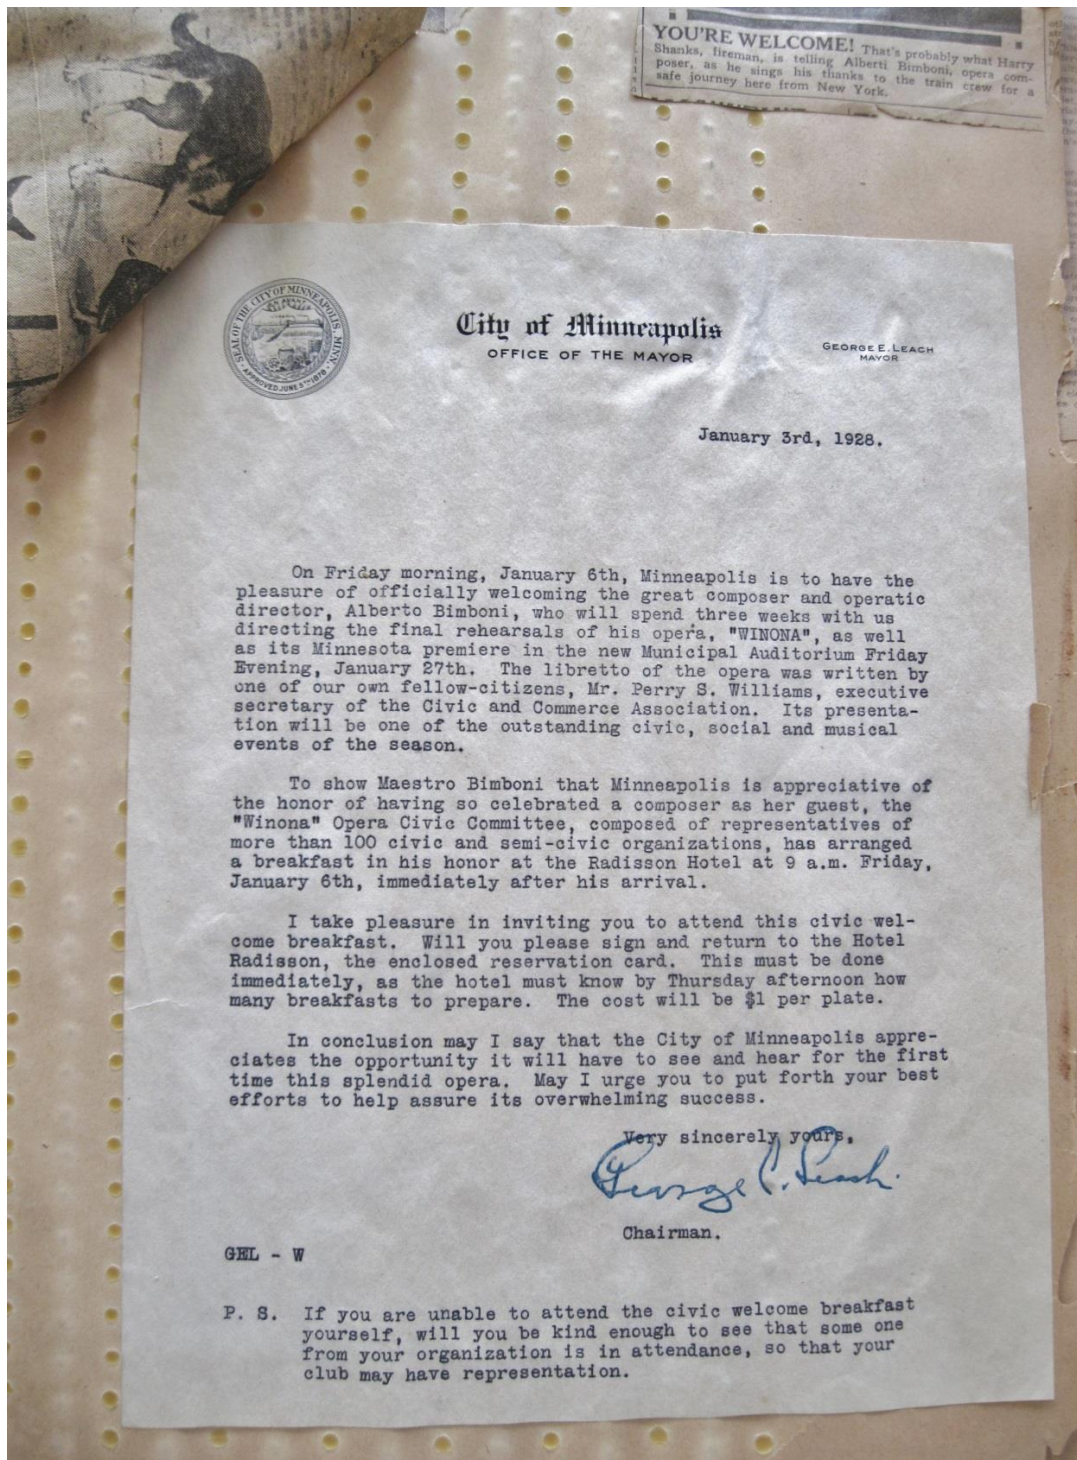 YOU'RE WELCOME! That's probably what Harry
Shanks, fireman, is telling Alberti Bimboni, opera com-
poser, as he sings his thanks to the train crew for a
safe journey here from New York.
SEAL OF THE CITY OF MINNEAPOLIS, MINN.
APPROVED JUNE 5TH 1878
City of Minneapolis
OFFICE OF THE MAYOR
GEORGE E. LEACH
MAYOR
January 3rd, 1928.
On Friday morning, January 6th, Minneapolis is to have the
pleasure of officially welcoming the great composer and operatic
director, Alberto Bimboni, who will spend three weeks with us
directing the final rehearsals of his opera, "WINONA", as well
as its Minnesota premiere in the new Municipal Auditorium Friday
Evening, January 27th. The libretto of the opera was written by
one of our own fellow-citizens, Mr. Perry S. Williams, executive
secretary of the Civic and Commerce Association. Its presenta-
tion will be one of the outstanding civic, social and musical
events of the season.
To show Maestro Bimboni that Minneapolis is appreciative of
the honor of having so celebrated a composer as her guest, the
"Winona" Opera Civic Committee, composed of representatives of
more than 100 civic and semi-civic organizations, has arranged
a breakfast in his honor at the Radisson Hotel at 9 a.m. Friday,
January 6th, immediately after his arrival.
I take pleasure in inviting you to attend this civic wel-
come breakfast. Will you please sign and return to the Hotel
Radisson, the enclosed reservation card. This must be done
immediately, as the hotel must know by Thursday afternoon how
many breakfasts to prepare. The cost will be $1 per plate.
In conclusion may I say that the City of Minneapolis appre-
ciates the opportunity it will have to see and hear for the first
time this splendid opera. May I urge you to put forth your best
efforts to help assure its overwhelming success.
Very sincerely yours,
George E. Leach.
Chairman.
GEL - W
P. S. If you are unable to attend the civic welcome breakfast
yourself, will you be kind enough to see that some one
from your organization is in attendance, so that your
club may have representation.